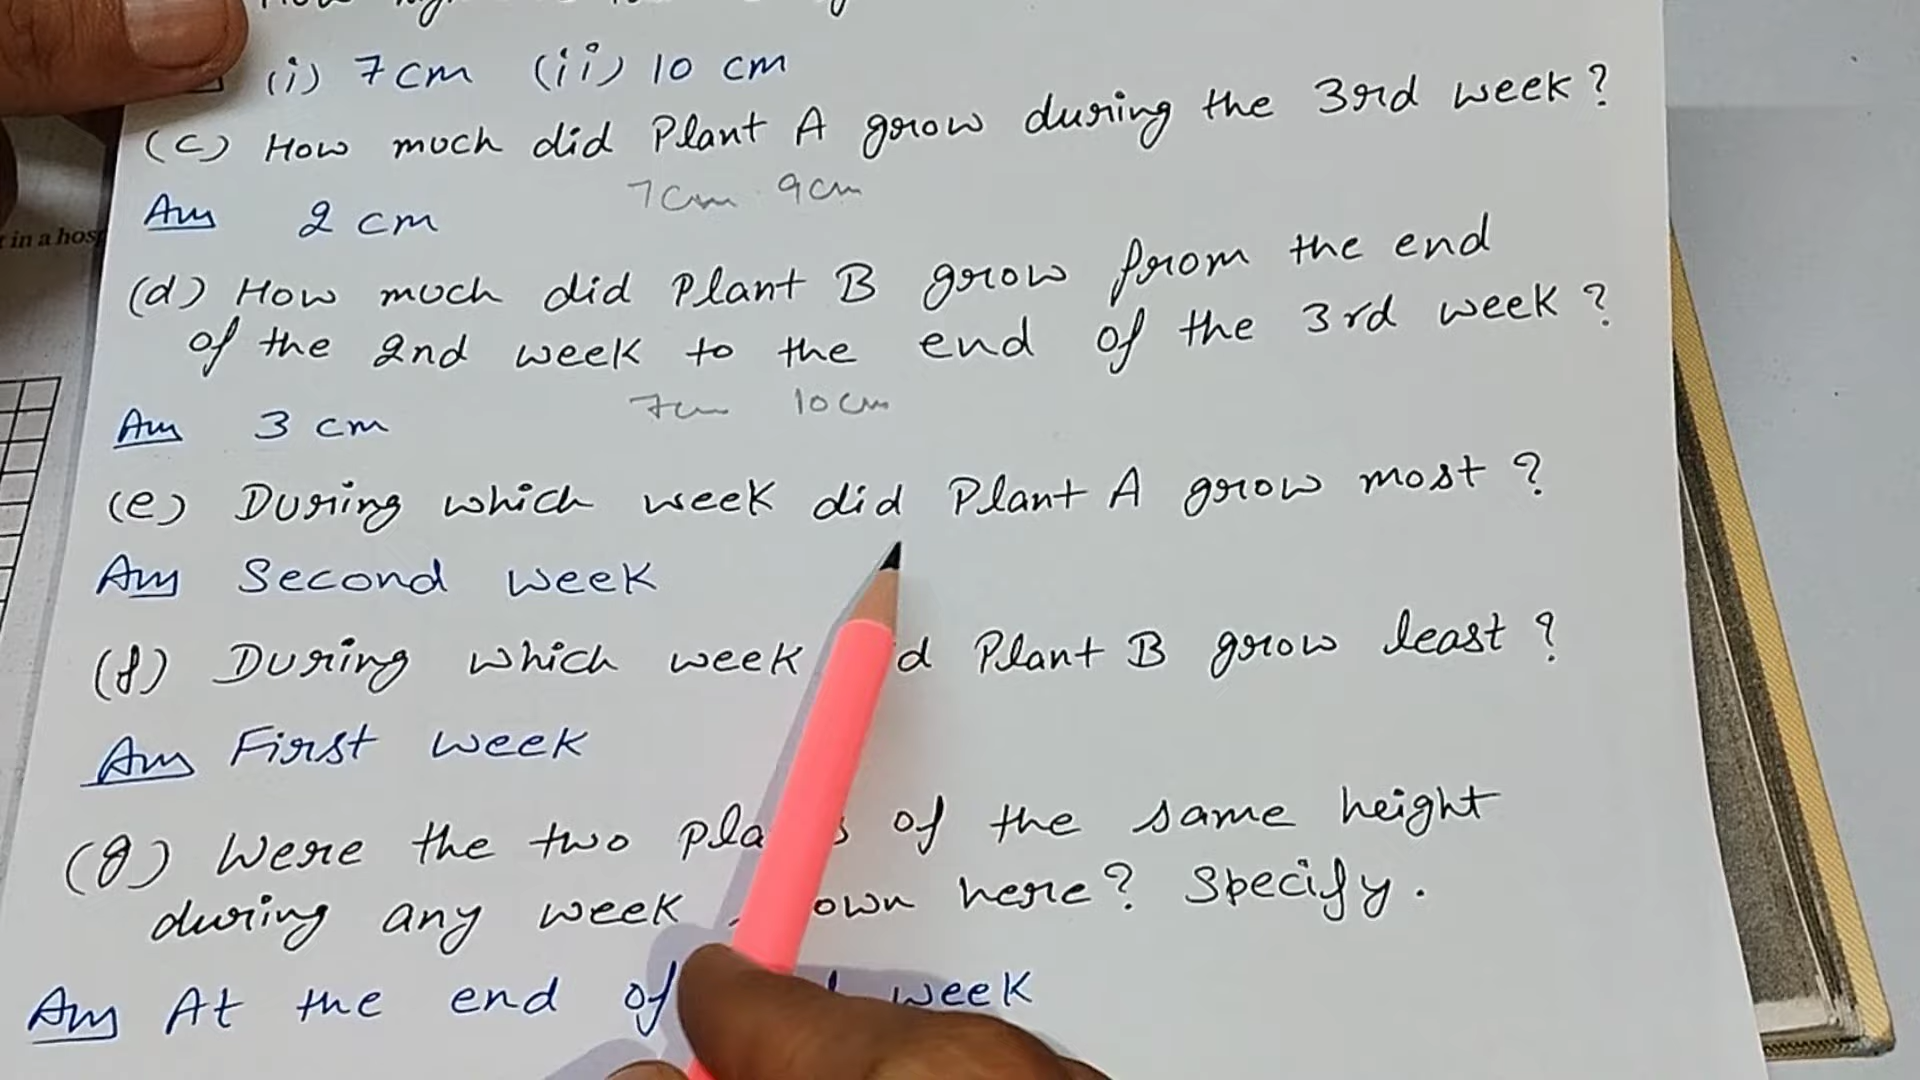 (i) 7 cm (ii) 10 cm
(c) How much did Plant A grow during the 3rd week?
7cm 9cm
Ans 2 cm
(d) How much did Plant B grow from the end
of the 2nd week to the end of the 3rd week?
7cm 10cm
Ans 3 cm
(e) During which week did Plant A grow most?
Ans Second week
(f) During which week Plant B grow least?
Ans First week
(g) Were the two of the same height
during any week here? Specify.
Ans At the end of week
t in a hosp